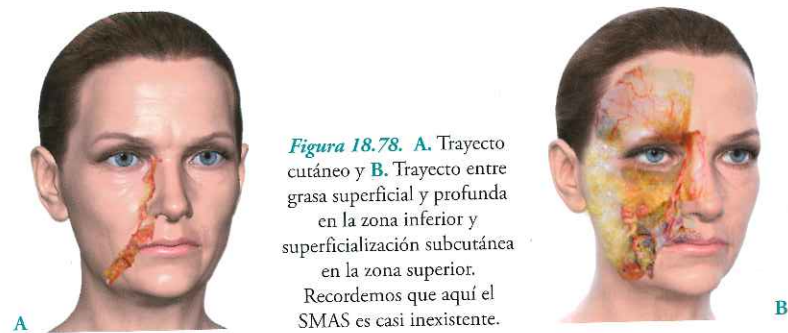 Figura 18.78. A. Trayecto
cutáneo y B. Trayecto entre
grasa superficial y profunda
en la zona inferior y
superficialización subcutánea
en la zona superior.
Recordemos que aquí el
SMAS es casi inexistente.
A
B